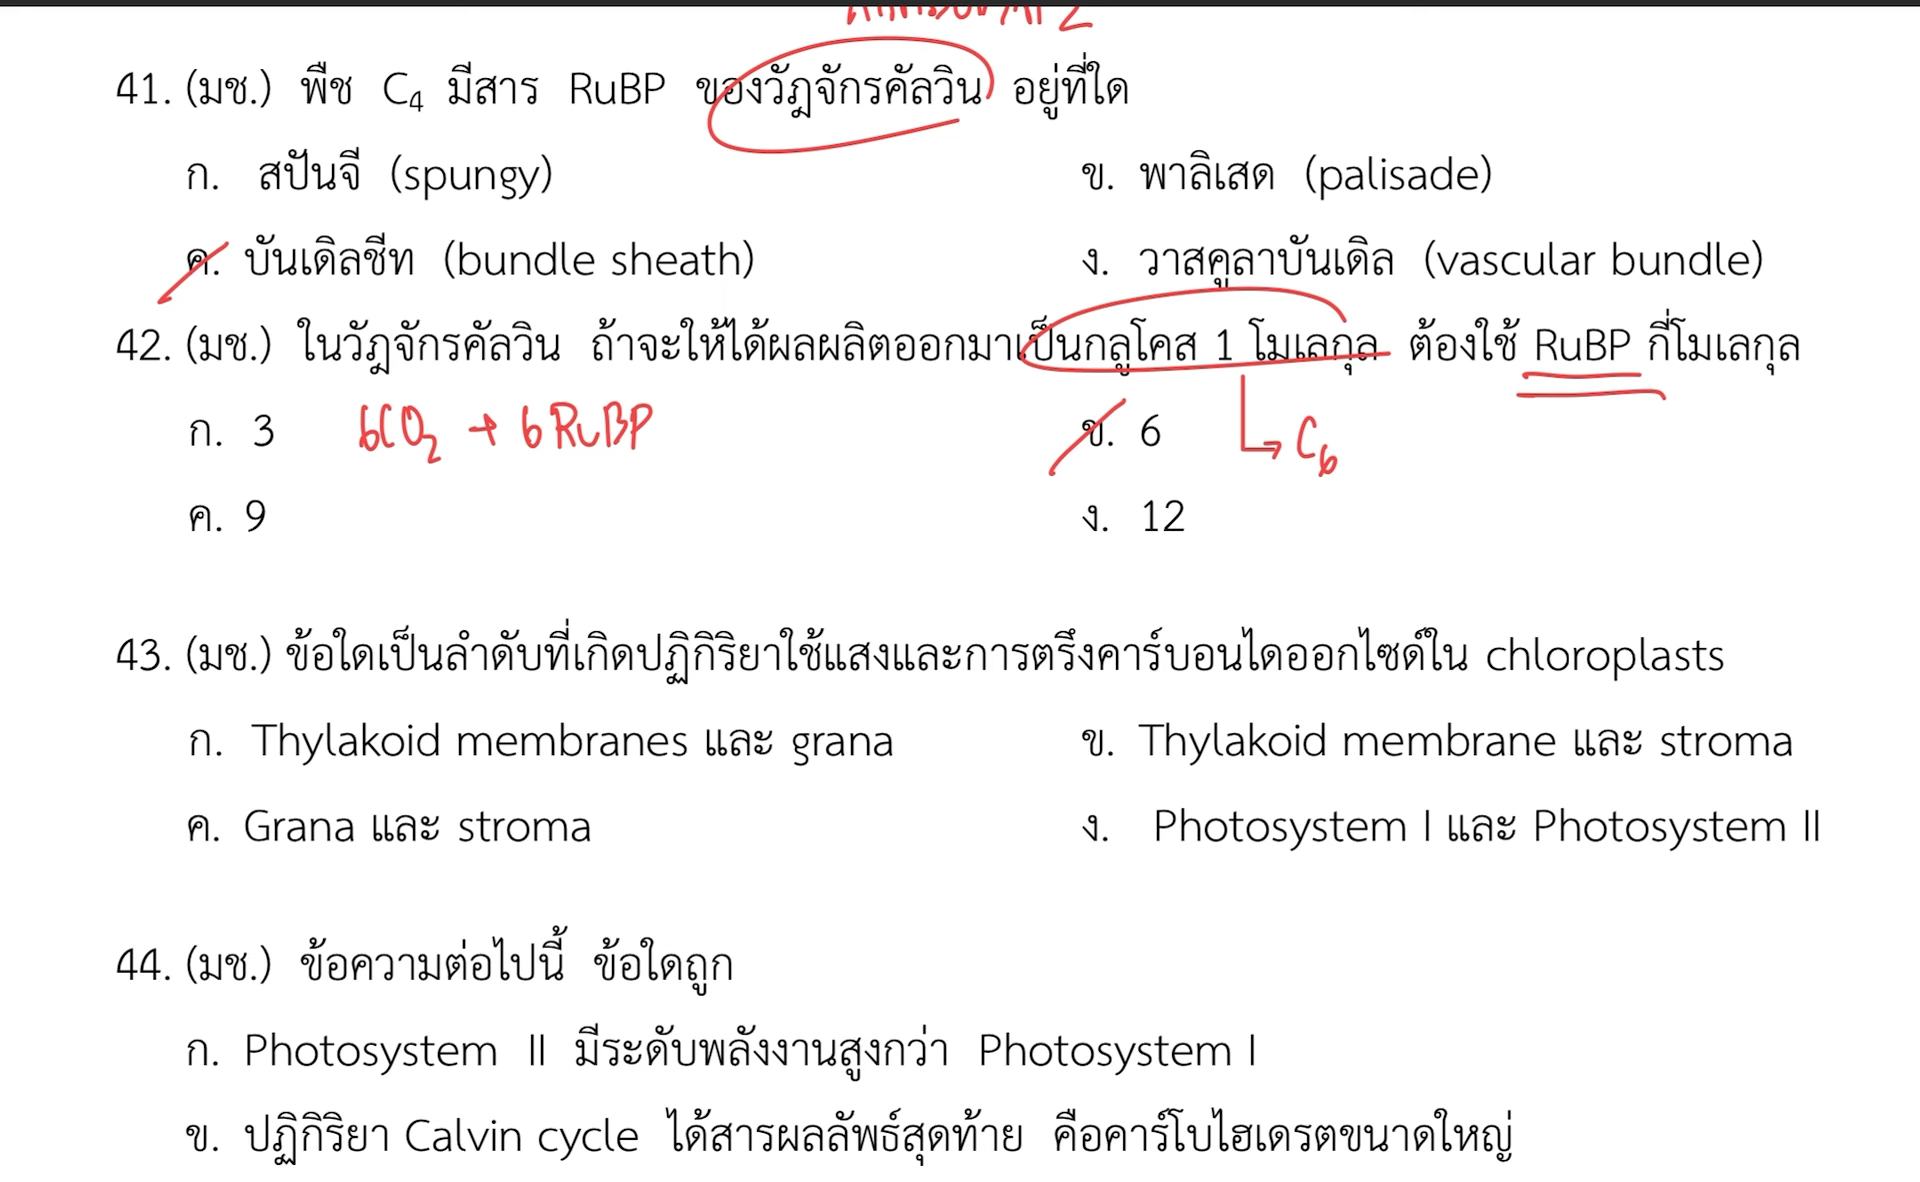 41. (มช.) พืช C₄ มีสาร RuBP ของวัฏจักรคัลวิน อยู่ที่ใด
ก. สปันจี (spungy) ข. พาลิเสด (palisade)
ค. บันเดิลชีท (bundle sheath) ง. วาสคูลาบันเดิล (vascular bundle)
42. (มช.) ในวัฏจักรคัลวิน ถ้าจะให้ได้ผลผลิตออกมาเป็นกลูโคส 1 โมเลกุล ต้องใช้ RuBP กี่โมเลกุล
ก. 3 6CO₂ + 6RuBP ข. 6 C₆
ค. 9 ง. 12
43. (มช.) ข้อใดเป็นลำดับที่เกิดปฏิกิริยาใช้แสงและการตรึงคาร์บอนไดออกไซด์ใน chloroplasts
ก. Thylakoid membranes และ grana ข. Thylakoid membrane และ stroma
ค. Grana และ stroma ง. Photosystem I และ Photosystem II
44. (มช.) ข้อความต่อไปนี้ ข้อใดถูก
ก. Photosystem II มีระดับพลังงานสูงกว่า Photosystem I
ข. ปฏิกิริยา Calvin cycle ได้สารผลลัพธ์สุดท้าย คือคาร์โบไฮเดรตขนาดใหญ่